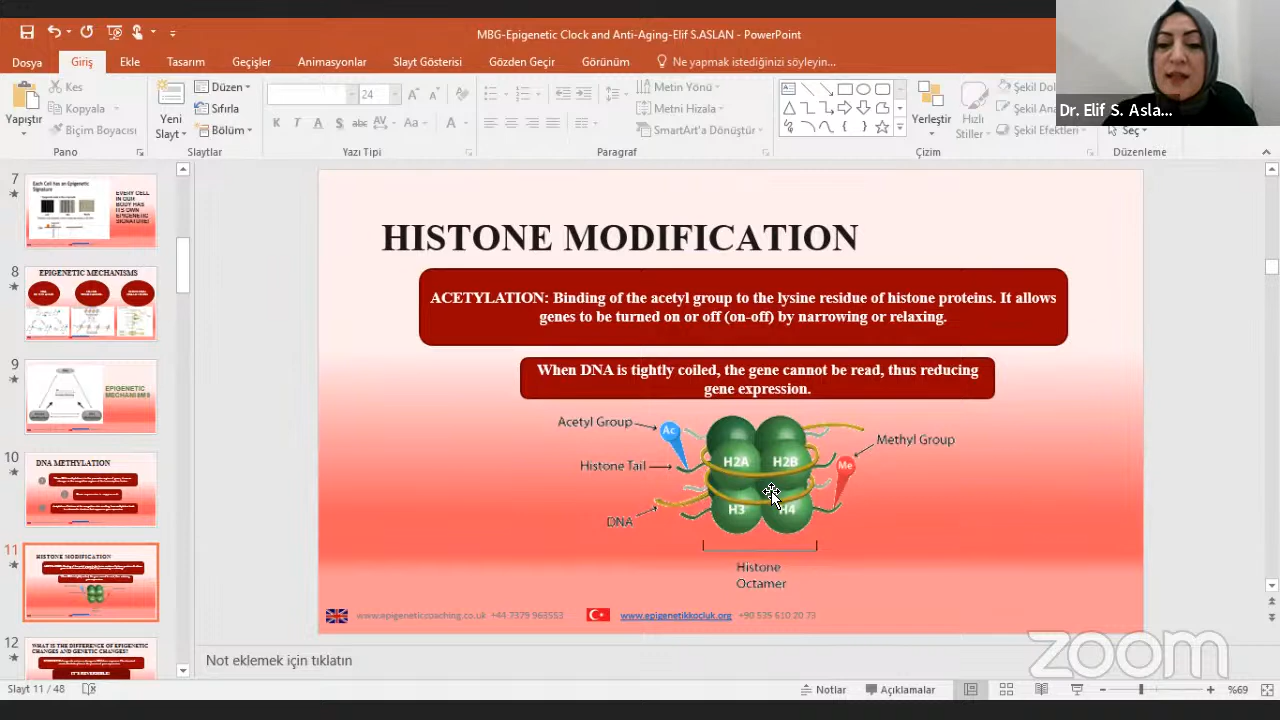 MBG-Epigenetic Clock and Anti-Aging-Elif S.ASLAN - PowerPoint
Dosya Giriş Ekle Tasarım Geçişler Animasyonlar Slayt Gösterisi Gözden Geçir Görünüm Ne yapmak istediğinizi söyleyin...
Dr. Elif S. Asla...
Yapıştır
Kes
Kopyala
Biçim Boyacısı
Pano
Yeni
Slayt
Düzen
Sıfırla
Bölüm
Slaytlar
24
K T A S abc AV Aa A
Yazı Tipi
Metin Yönü
Metni Hizala
SmartArt'a Dönüştür
Paragraf
Yerleştir
Hızlı
Stiller
Şekil Dol
Şekil Efektleri
Çizim
Seç
Düzenleme
7
Each Cell has an Epigenetic
Signature
EVERY CELL
IN OUR
BODY HAS
ITS OWN
EPIGENETIC
SIGNATURE!
8
EPIGENETIC MECHANISMS
9
EPIGENETIC
MECHANISMS
10
DNA METHYLATION
11
HISTONE MODIFICATION
12
WHAT IS THE DIFFERENCE OF EPIGENETIC
CHANGES AND GENETIC CHANGES?
HISTONE MODIFICATION
ACETYLATION: Binding of the acetyl group to the lysine residue of histone proteins. It allows
genes to be turned on or off (on-off) by narrowing or relaxing.
When DNA is tightly coiled, the gene cannot be read, thus reducing
gene expression.
Acetyl Group
Ac
Histone Tail
DNA
H2A H2B
H3 H4
Methyl Group
Me
Histone
Octamer
www.epigeneticcoaching.co.uk +44 7379 963553 www.epigenetikkocluk.org +90 535 610 20 73
Not eklemek için tıklatın
zoom
Slayt 11 / 48 Notlar Açıklamalar %69